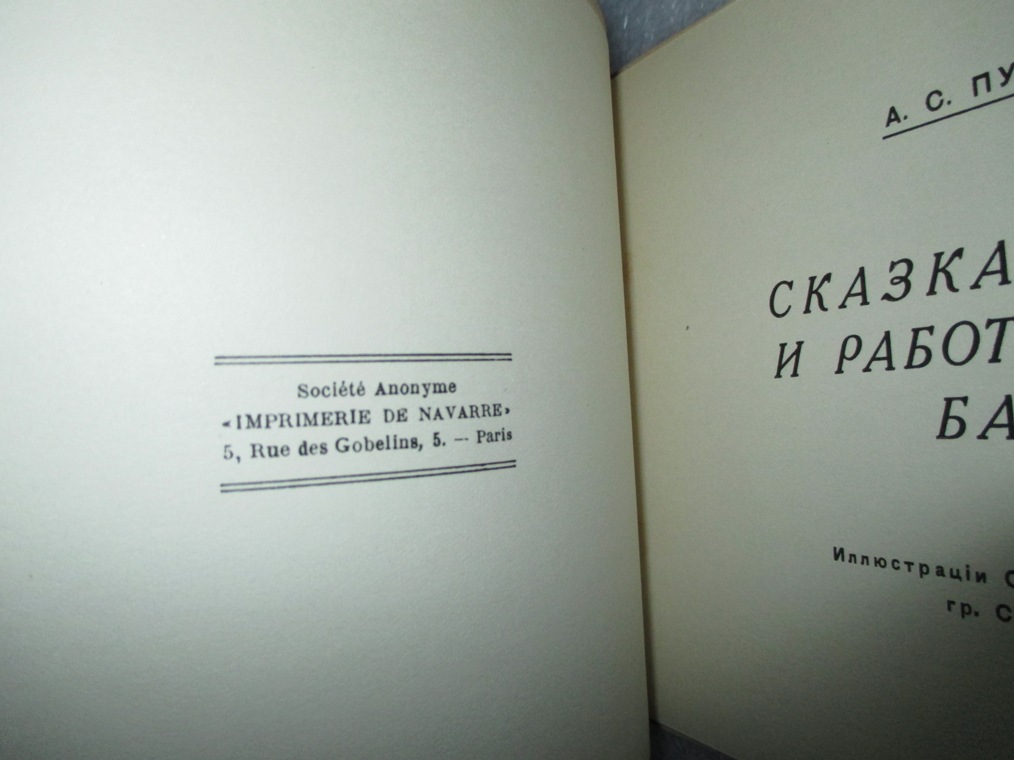 Société Anonyme
«IMPRIMERIE DE NAVARRE»
5, Rue des Gobelins, 5. — Paris
А. С. ПУ
СКАЗКА
И РАБОТ
БА
Иллюстраціи С
гр. С